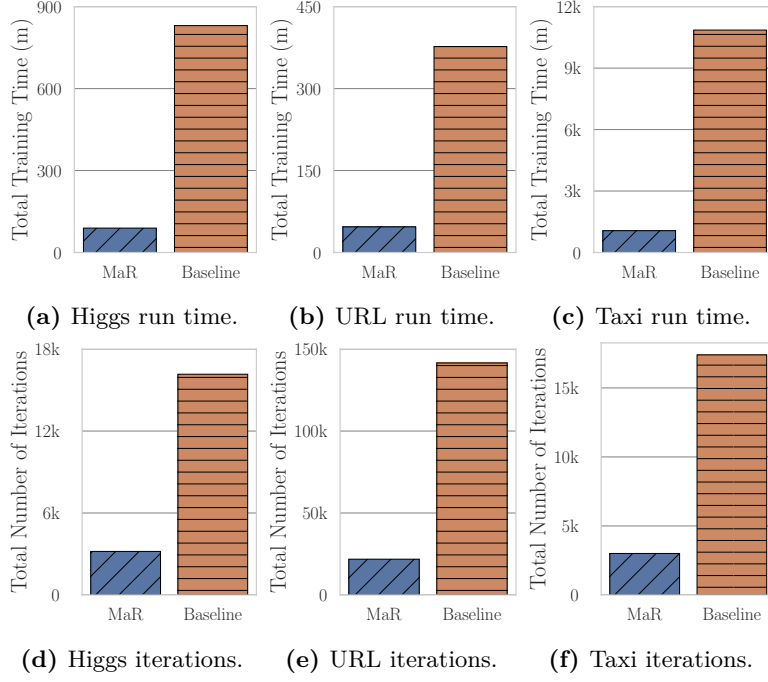 Total Training Time (m)
900
600
300
0
MaR Baseline
(a) Higgs run time.
Total Training Time (m)
450
300
150
0
MaR Baseline
(b) URL run time.
Total Training Time (m)
12k
9k
6k
3k
0
MaR Baseline
(c) Taxi run time.
Total Number of Iterations
18k
12k
6k
0
MaR Baseline
(d) Higgs iterations.
Total Number of Iterations
150k
100k
50k
0
MaR Baseline
(e) URL iterations.
Total Number of Iterations
15k
10k
5k
0
MaR Baseline
(f) Taxi iterations.